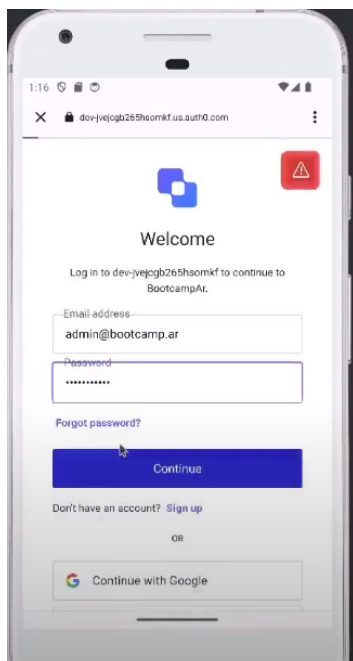 1:16
dev-jvejcgb265hsomkf.us.auth0.com
Welcome
Log in to dev-jvejcgb265hsomkf to continue to
BootcampAr.
Email address
admin@bootcamp.ar
Password
•••••••••••
Forgot password?
Continue
Don't have an account? Sign up
OR
Continue with Google